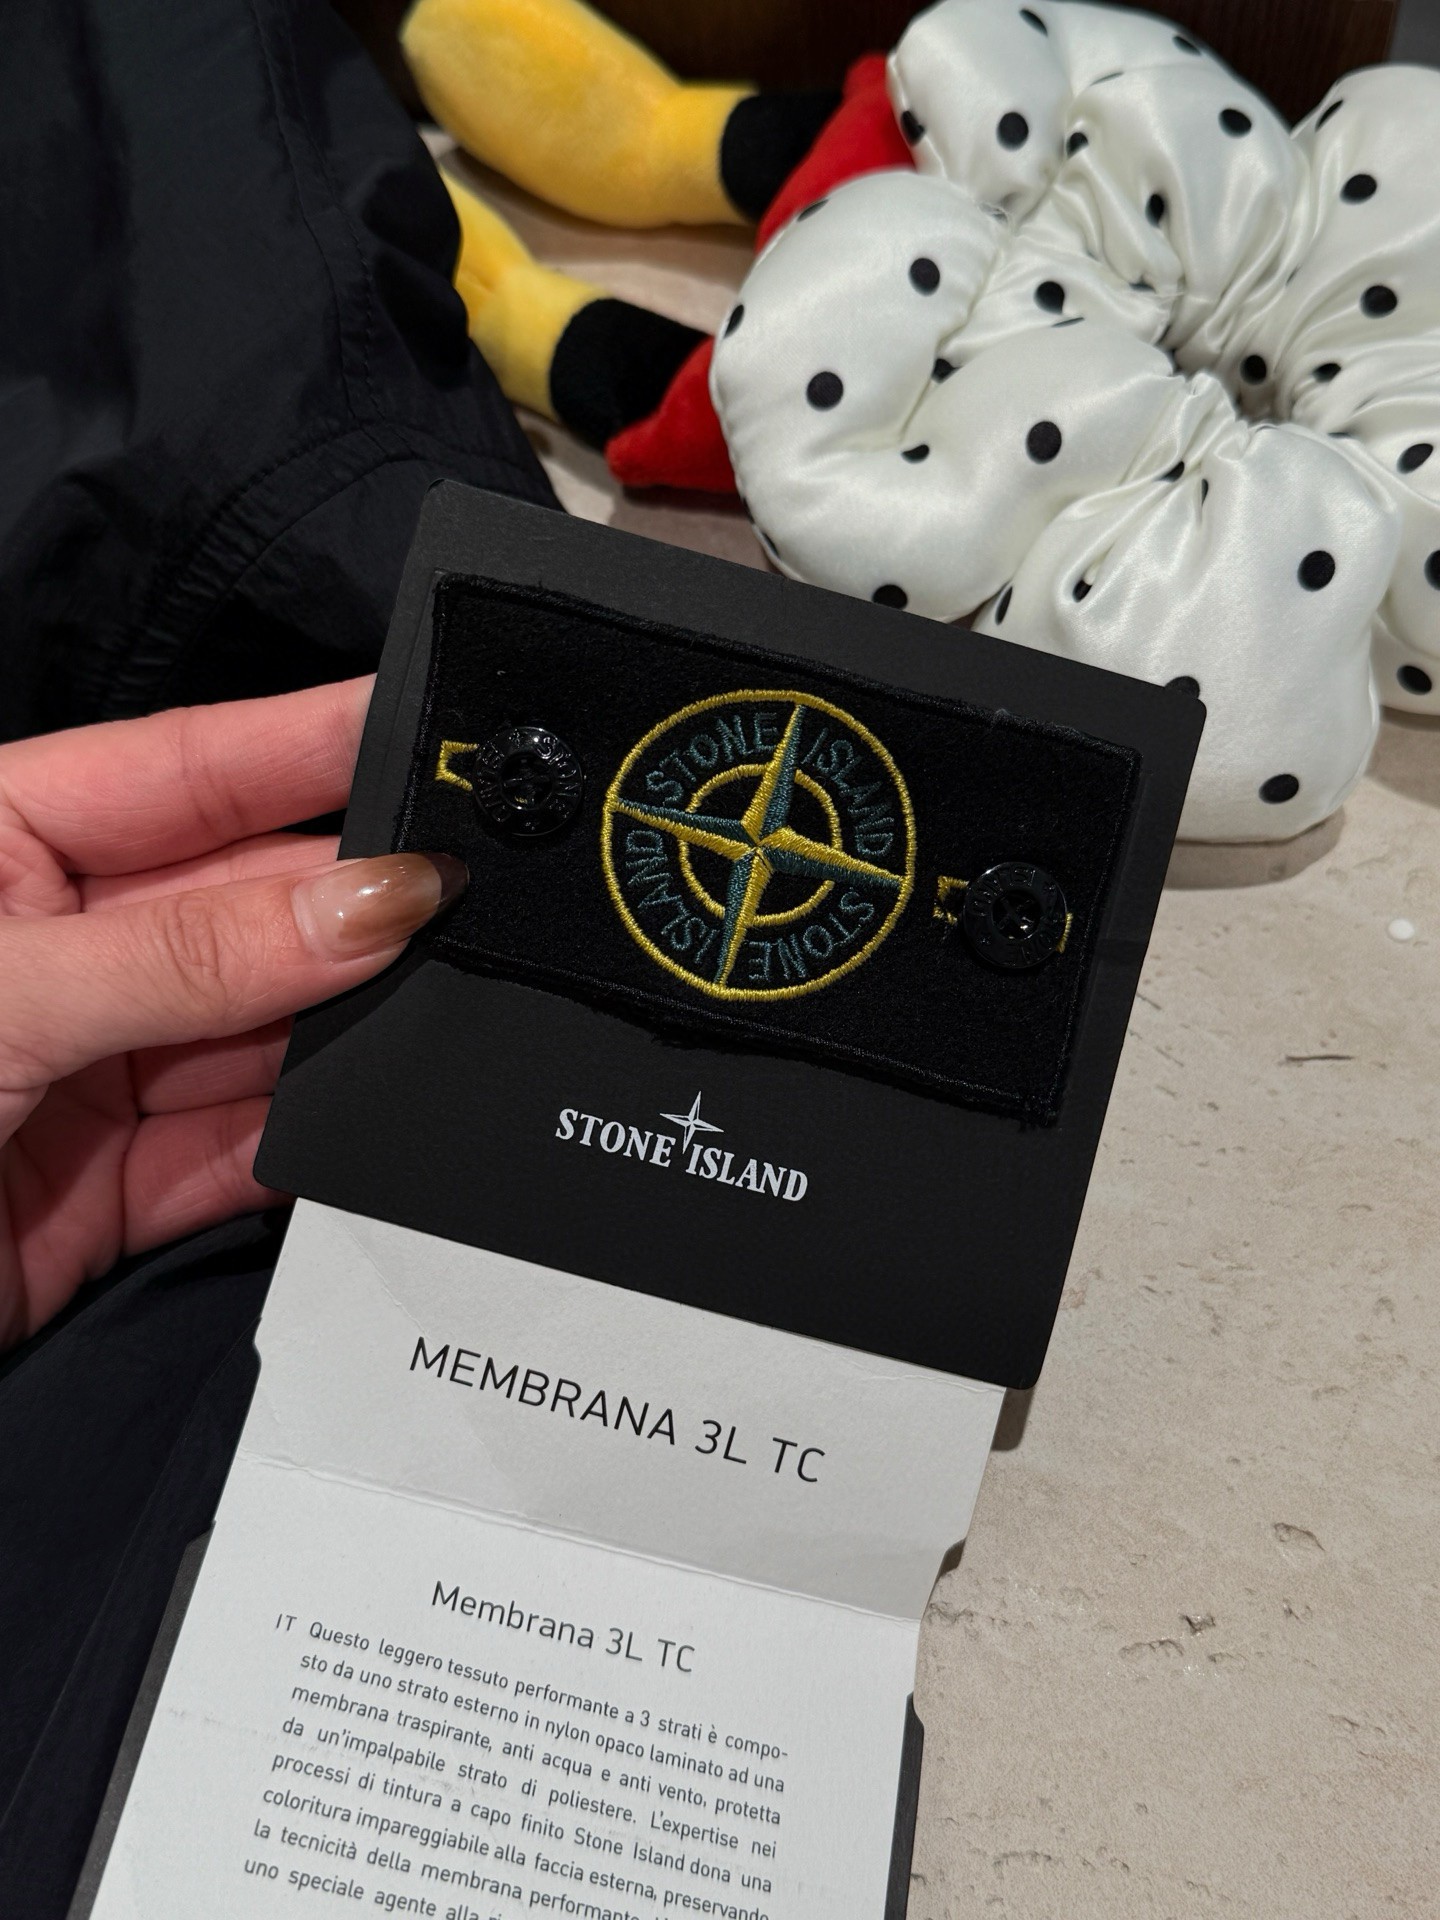 STONE ISLAND
STONE ISLAND
STONE ISLAND
MEMBRANA 3L TC
Membrana 3L TC
IT Questo leggero tessuto performante a 3 strati è compo-
sto da uno strato esterno in nylon opaco laminato ad una
membrana traspirante, anti acqua e anti vento, protetta
da un'impalpabile strato di poliestere. L'expertise nei
processi di tintura a capo finito Stone Island dona una
coloritura impareggiabile alla faccia esterna, preservando
la tecnicità della membrana
uno speciale agente alla